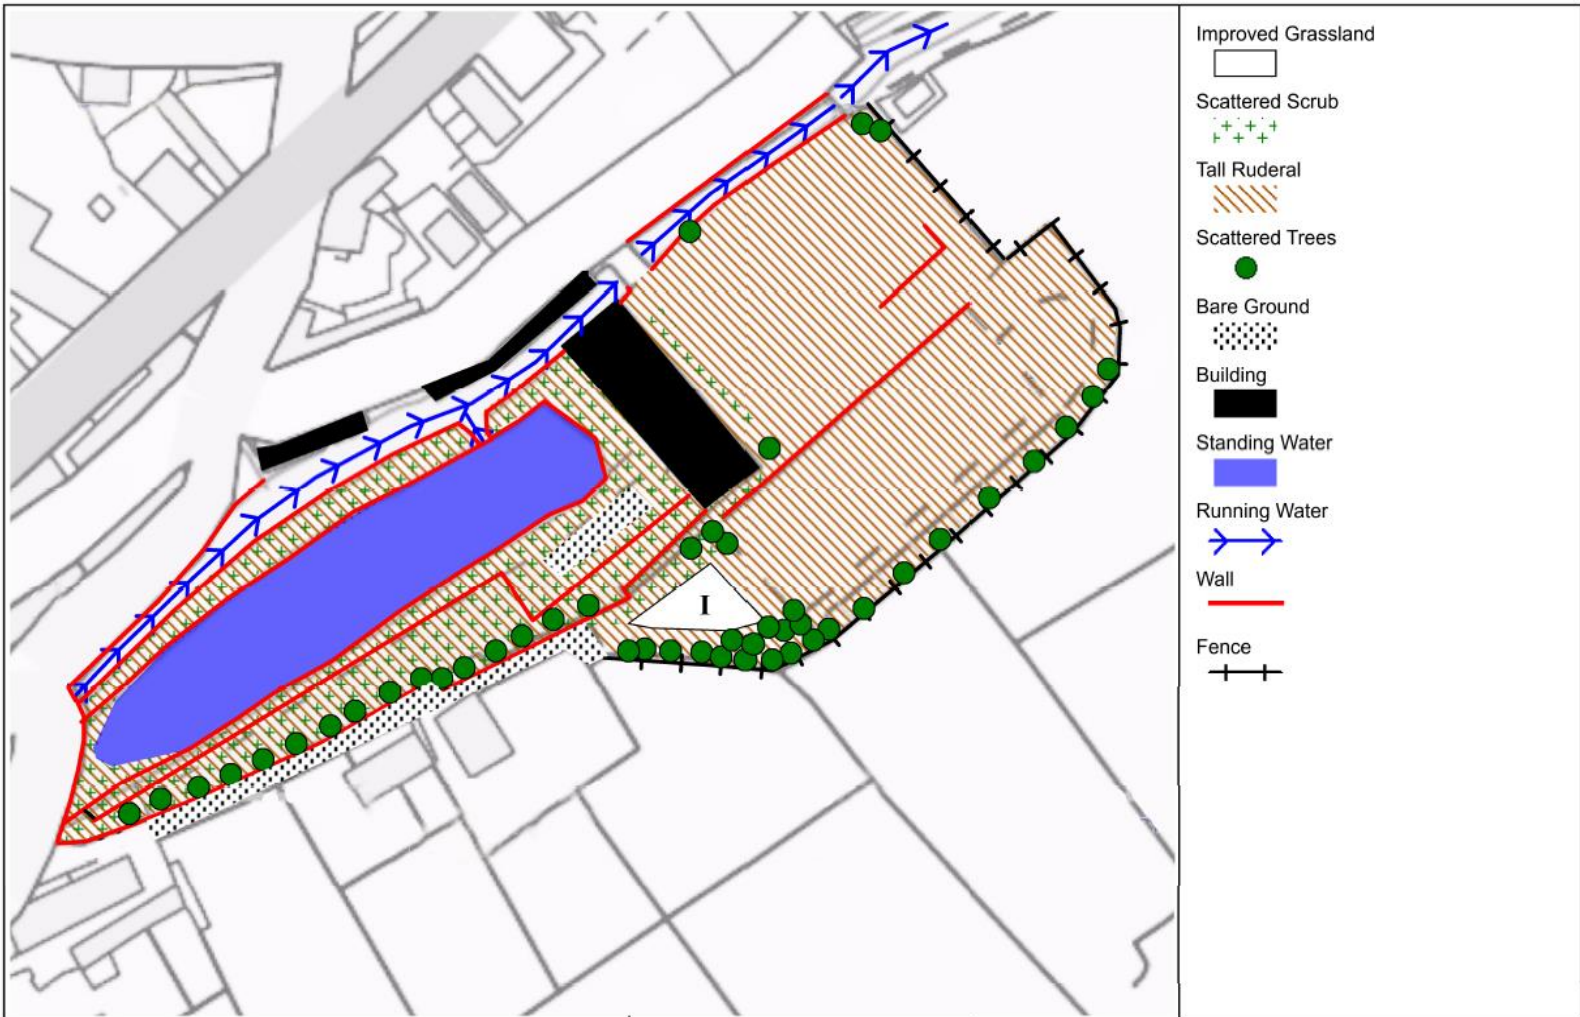 Improved Grassland
Scattered Scrub
Tall Ruderal
Scattered Trees
Bare Ground
Building
Standing Water
Running Water
Wall
Fence
I